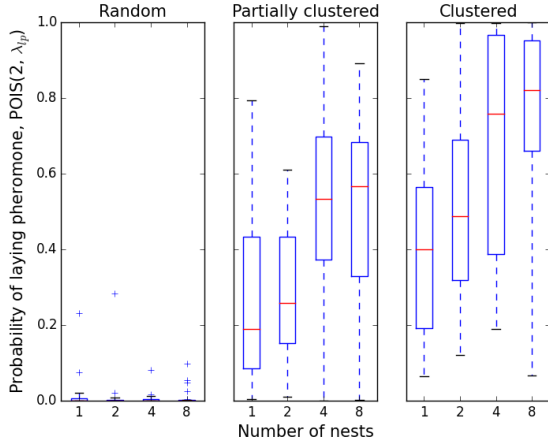 Random
Partially clustered
Clustered
Probability of laying pheromone, POIS(2, λlp)
1.0
0.8
0.6
0.4
0.2
0.0
1 2 4 8
1 2 4 8
1 2 4 8
Number of nests